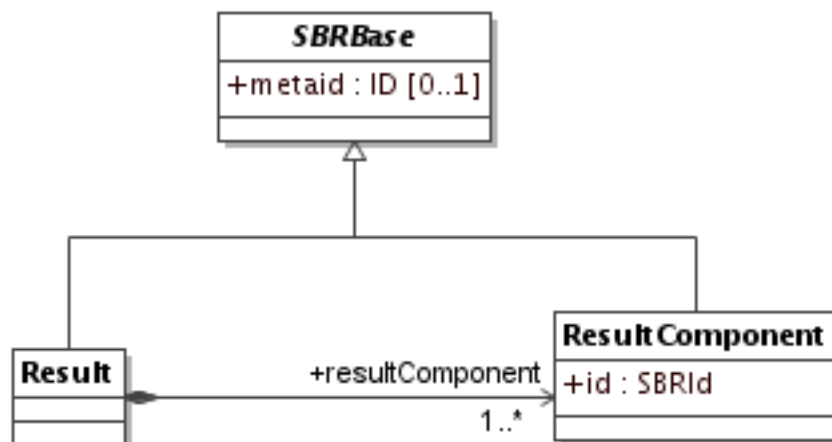 SBRBase
+metaid : ID [0..1]
ResultComponent
+id : SBRId
Result
+resultComponent
1..*